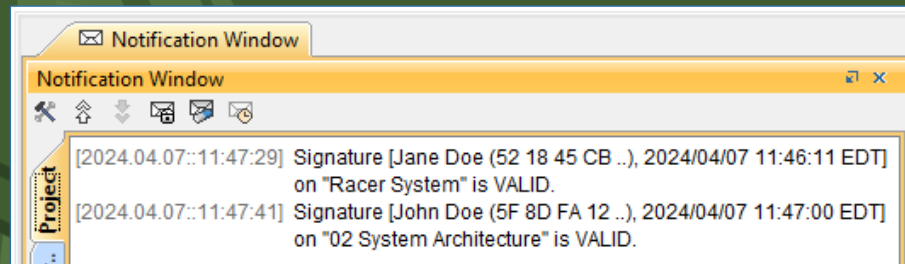 Notification Window
Notification Window
Project
[2024.04.07::11:47:29] Signature [Jane Doe (52 18 45 CB ..), 2024/04/07 11:46:11 EDT]
on "Racer System" is VALID.
[2024.04.07::11:47:41] Signature [John Doe (5F 8D FA 12 ..), 2024/04/07 11:47:00 EDT]
on "02 System Architecture" is VALID.
...